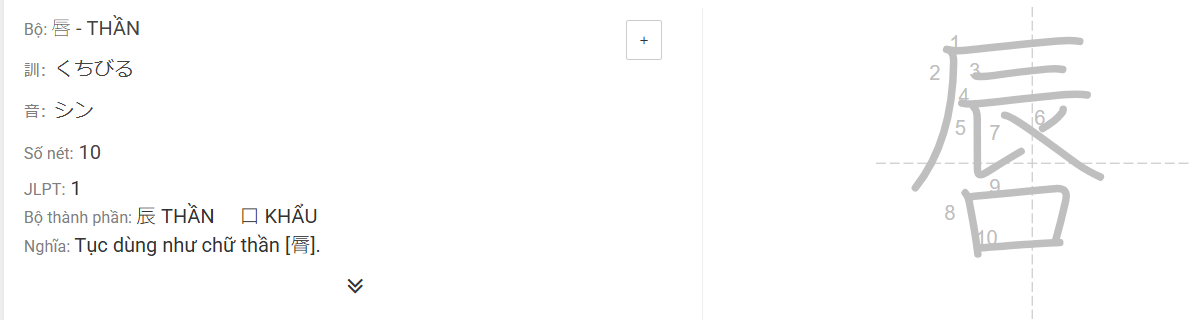 Bộ: 唇 - THẦN
+
訓: くちびる
音: シン
Số nét: 10
JLPT: 1
Bộ thành phần: 辰 THẦN 口 KHẨU
Nghĩa: Tục dùng như chữ thần [脣].
唇
1
2
3
4
5
6
7
8
9
10